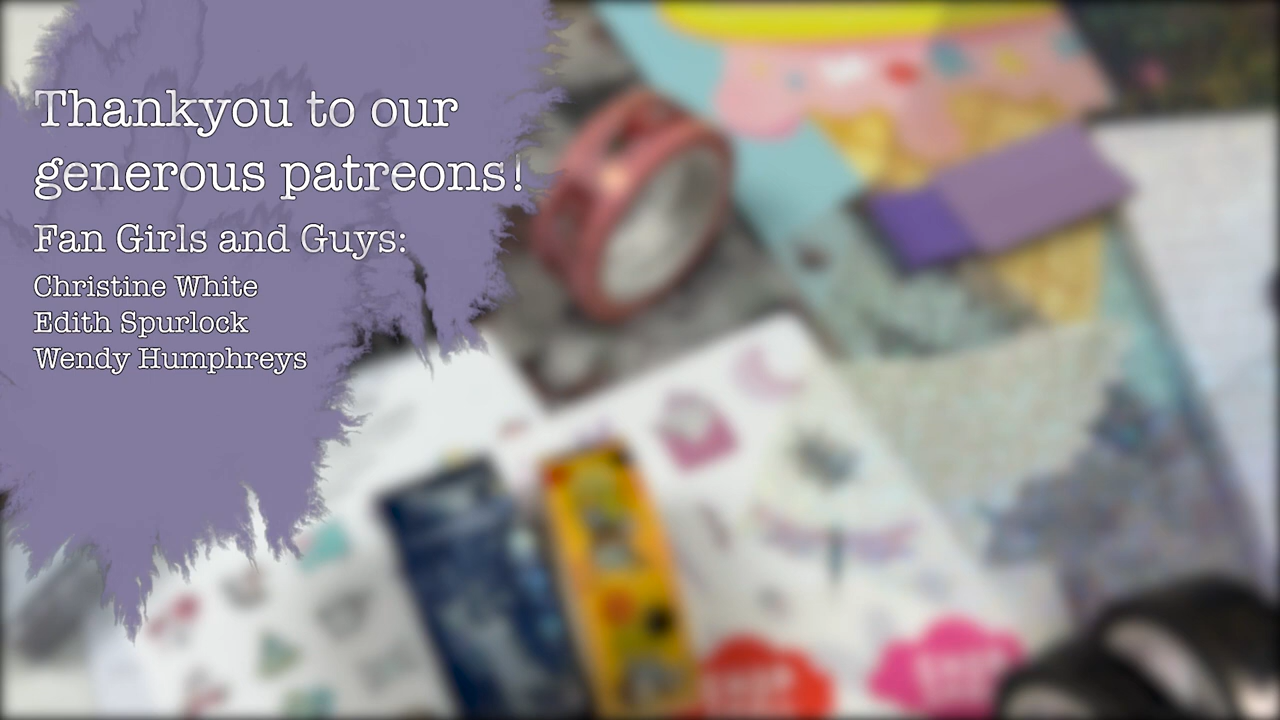 Thankyou to our
generous patreons!
Fan Girls and Guys:
Christine White
Edith Spurlock
Wendy Humphreys